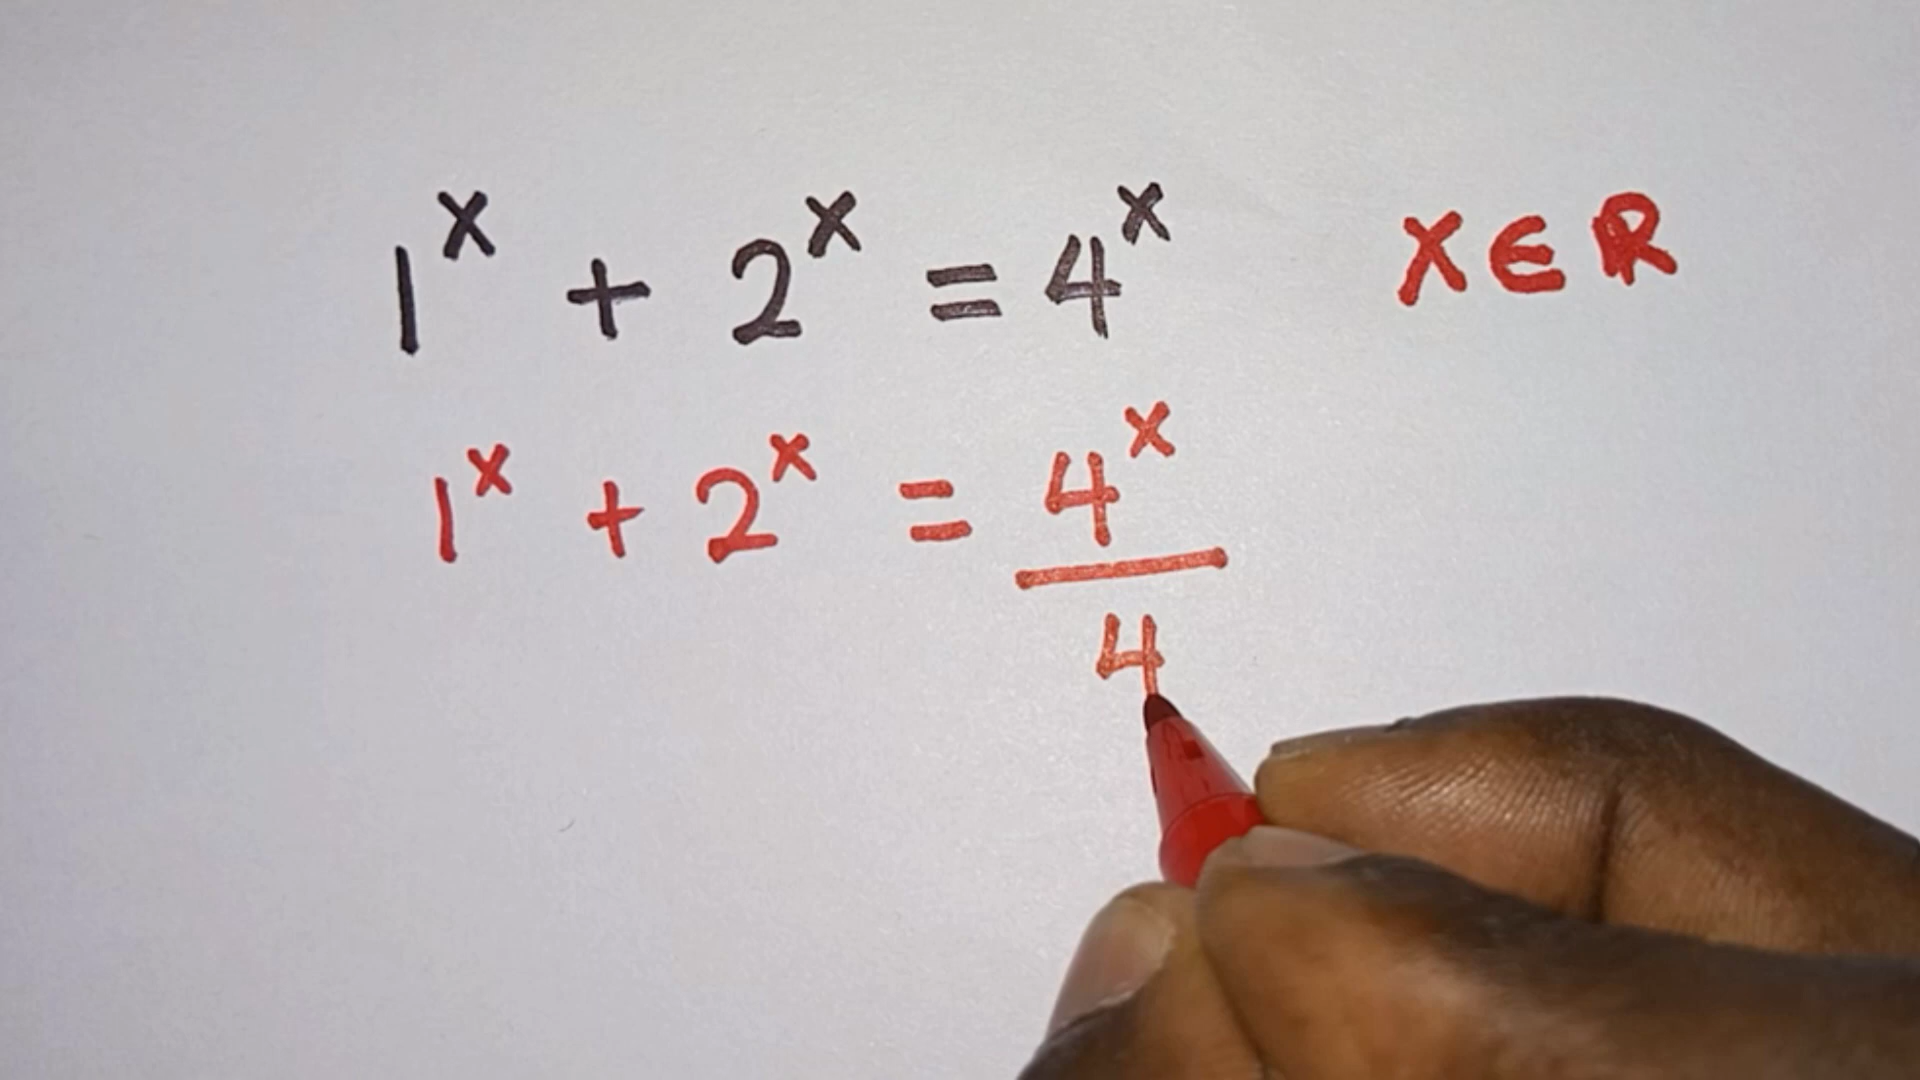 1^x + 2^x = 4^x x ∈ R
1^x + 2^x = 4^x
4